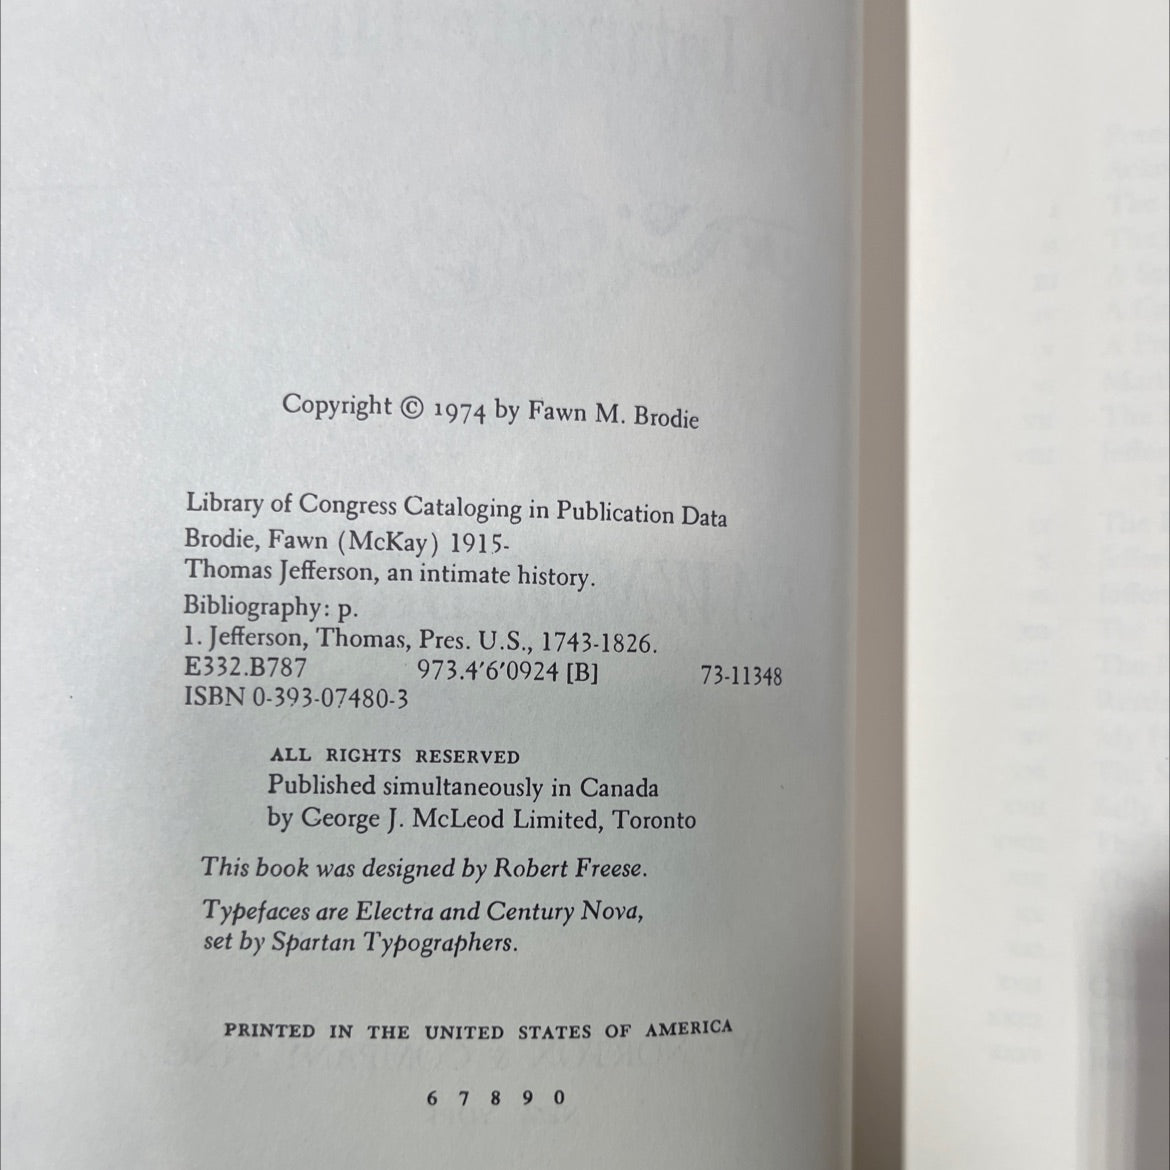 Copyright © 1974 by Fawn M. Brodie
Library of Congress Cataloging in Publication Data
Brodie, Fawn (McKay) 1915-
Thomas Jefferson, an intimate history.
Bibliography: p.
1. Jefferson, Thomas, Pres. U.S., 1743-1826.
E332.B787 973.4'6'0924 [B] 73-11348
ISBN 0-393-07480-3
ALL RIGHTS RESERVED
Published simultaneously in Canada
by George J. McLeod Limited, Toronto
This book was designed by Robert Freese.
Typefaces are Electra and Century Nova,
set by Spartan Typographers.
PRINTED IN THE UNITED STATES OF AMERICA
6 7 8 9 0